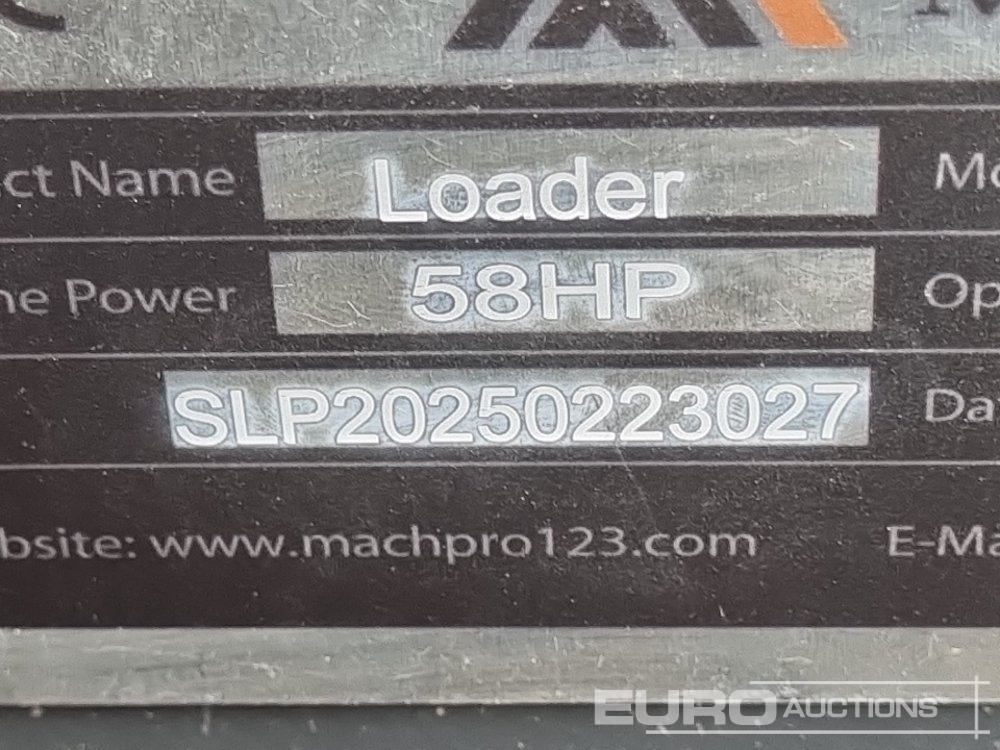 ct Name Loader Mo
ne Power 58HP Op
SLP20250223027 Da
bsite: www.machpro123.com E-Ma
EURO AUCTIONS